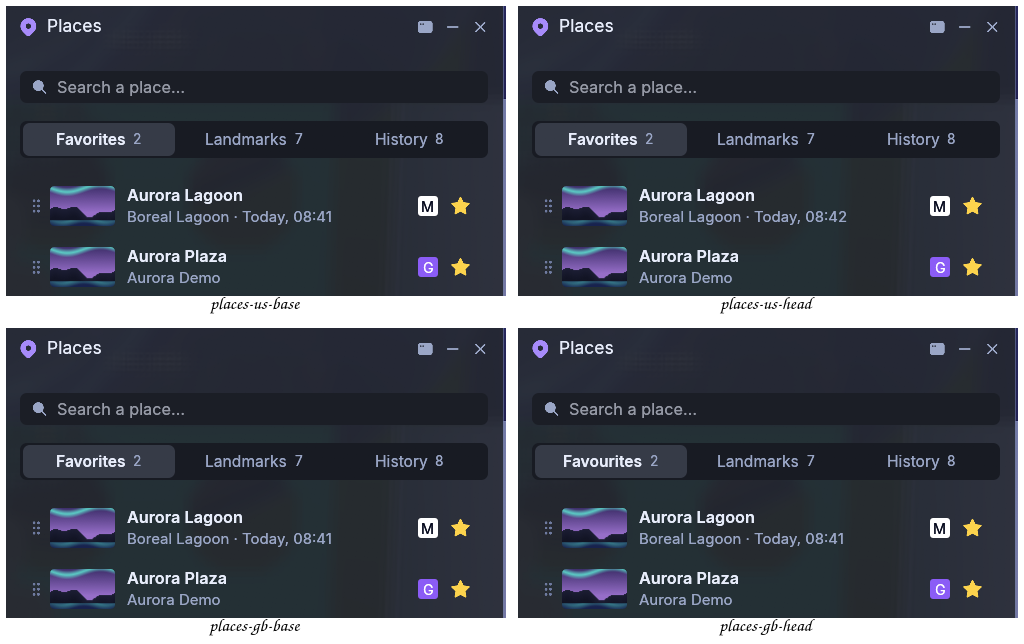 Places
Search a place...
Favorites 2 Landmarks 7 History 8
Aurora Lagoon
Boreal Lagoon · Today, 08:41
M
Aurora Plaza
Aurora Demo
G
places-us-base
Places
Search a place...
Favorites 2 Landmarks 7 History 8
Aurora Lagoon
Boreal Lagoon · Today, 08:42
M
Aurora Plaza
Aurora Demo
G
places-us-head
Places
Search a place...
Favorites 2 Landmarks 7 History 8
Aurora Lagoon
Boreal Lagoon · Today, 08:41
M
Aurora Plaza
Aurora Demo
G
places-gb-base
Places
Search a place...
Favourites 2 Landmarks 7 History 8
Aurora Lagoon
Boreal Lagoon · Today, 08:41
M
Aurora Plaza
Aurora Demo
G
places-gb-head